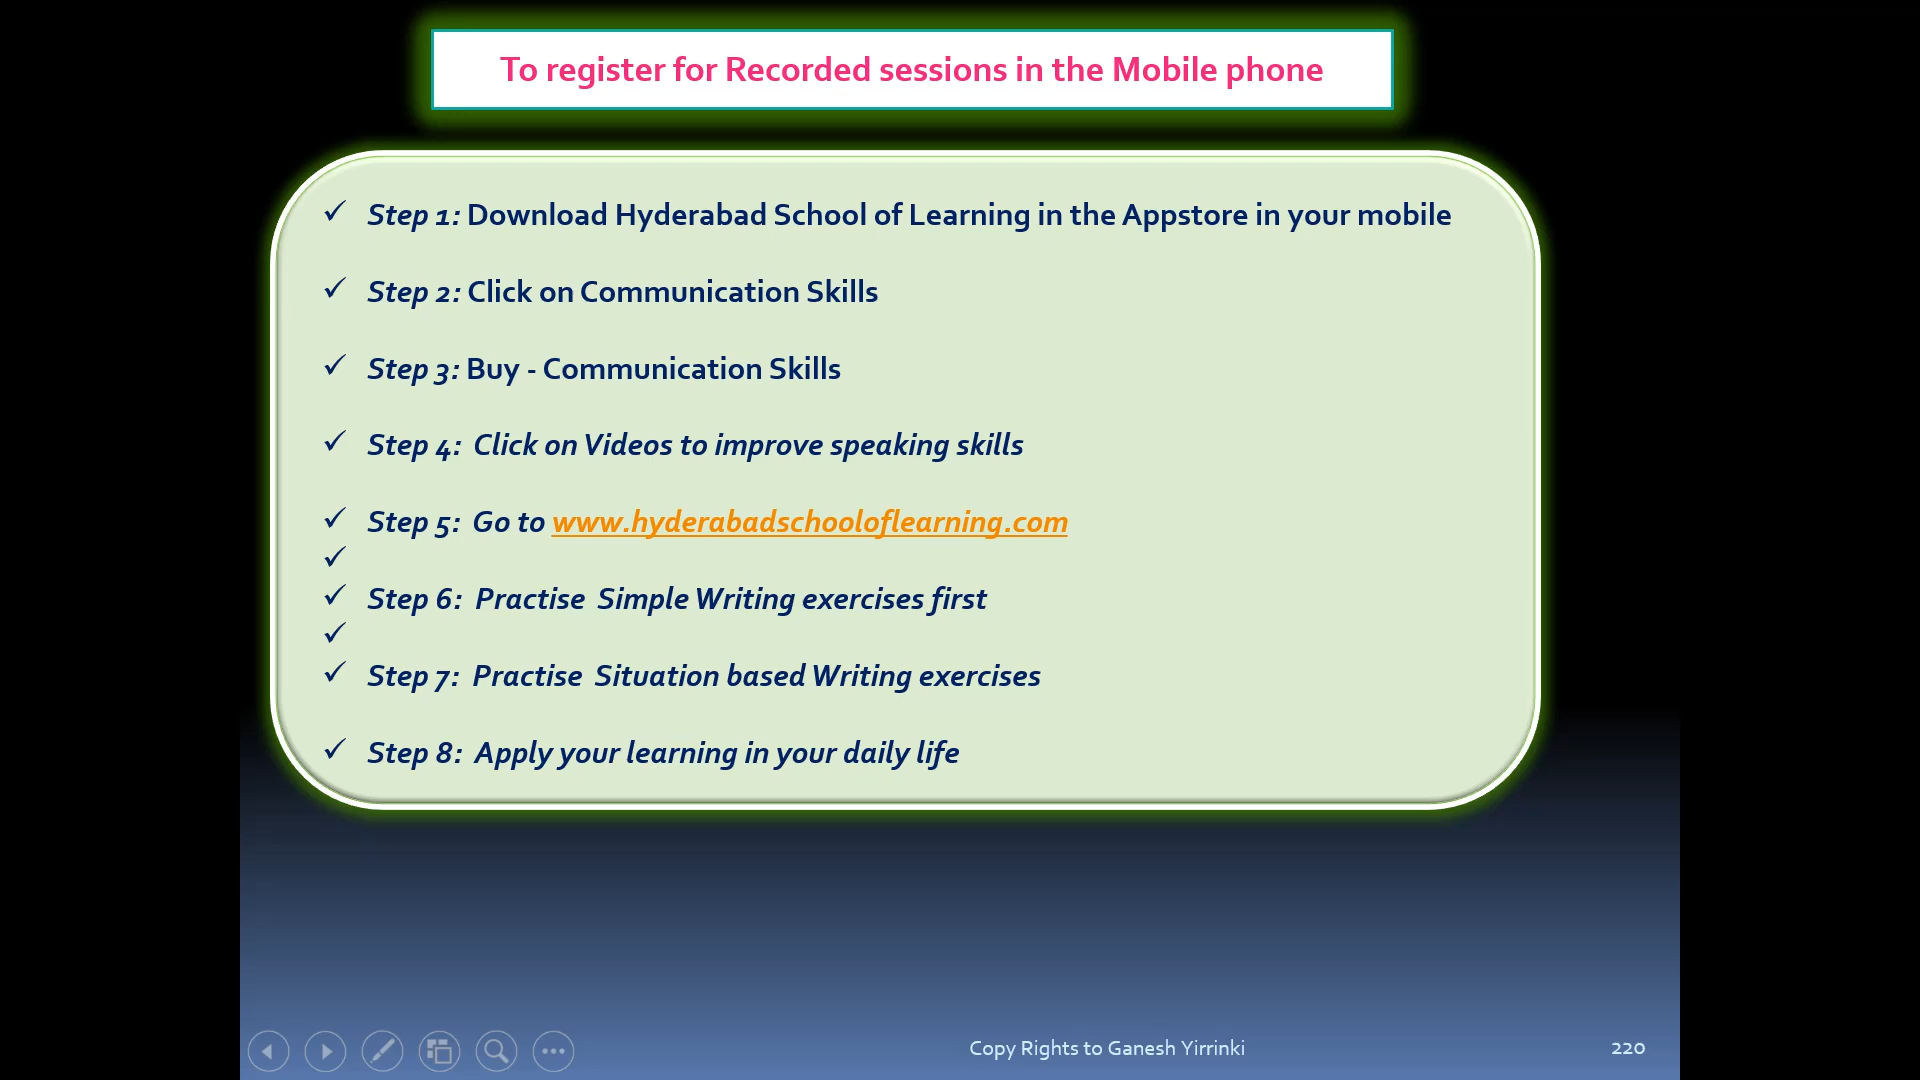 To register for Recorded sessions in the Mobile phone
✓ Step 1: Download Hyderabad School of Learning in the Appstore in your mobile
✓ Step 2: Click on Communication Skills
✓ Step 3: Buy - Communication Skills
✓ Step 4: Click on Videos to improve speaking skills
✓ Step 5: Go to www.hyderabadschooloflearning.com
✓
✓ Step 6: Practise Simple Writing exercises first
✓
✓ Step 7: Practise Situation based Writing exercises
✓ Step 8: Apply your learning in your daily life
Copy Rights to Ganesh Yirrinki
220